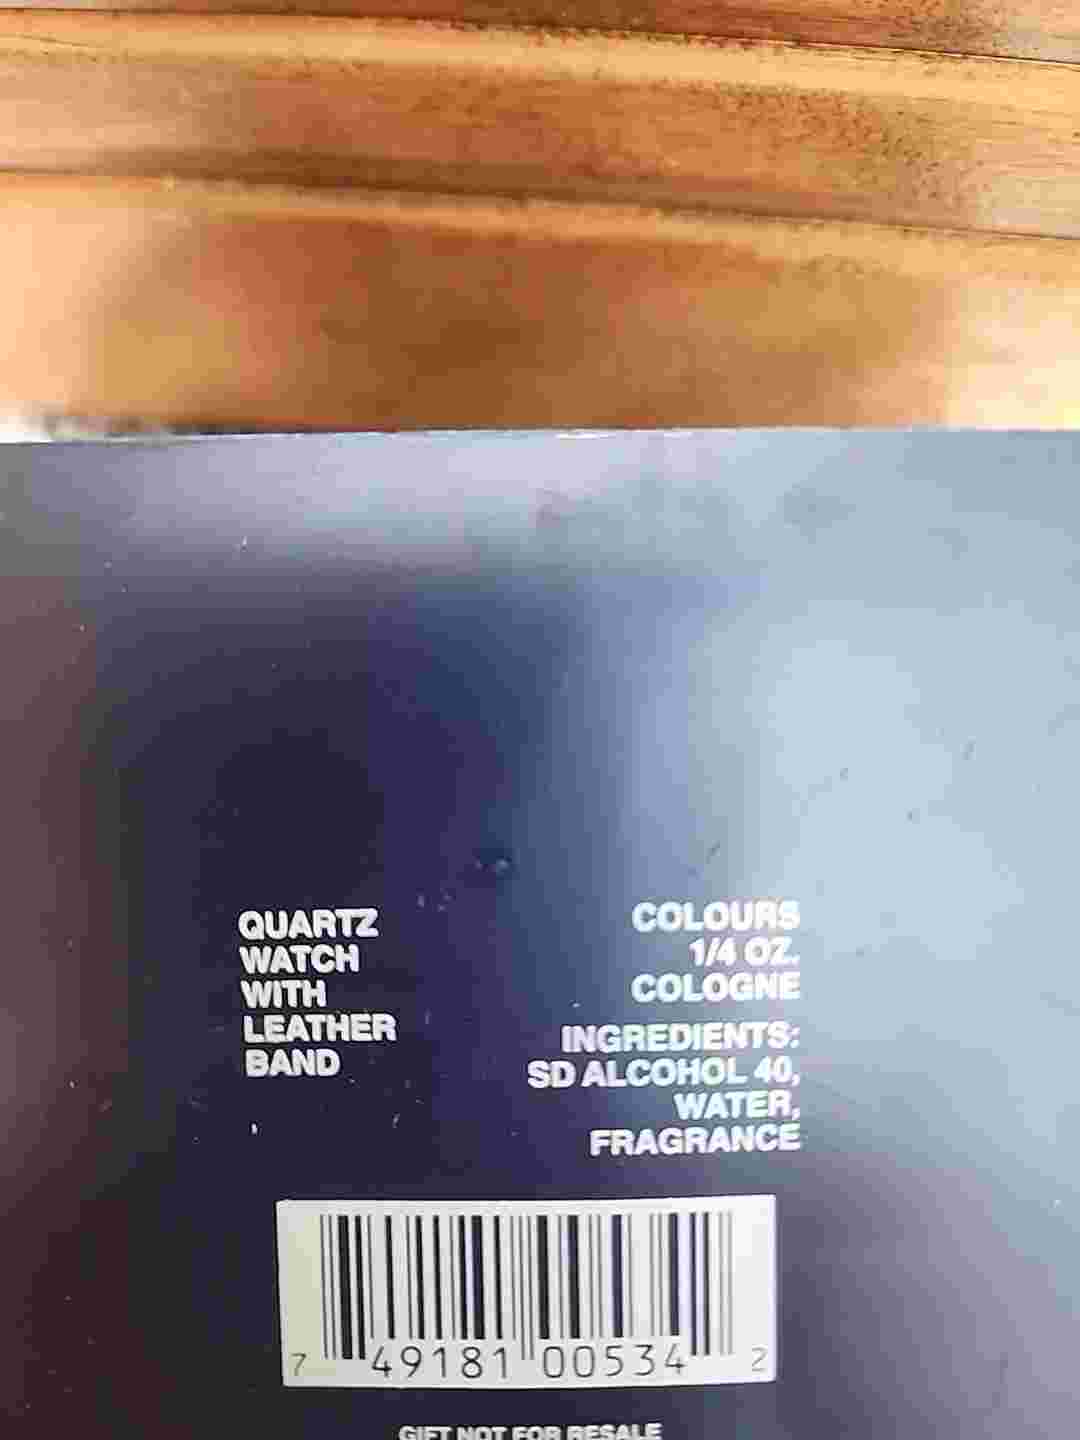 QUARTZ
WATCH
WITH
LEATHER
BAND
COLOURS
1/4 OZ.
COLOGNE
INGREDIENTS:
SD ALCOHOL 40,
WATER,
FRAGRANCE
7 49181 00534 2
GIFT NOT FOR RESALE